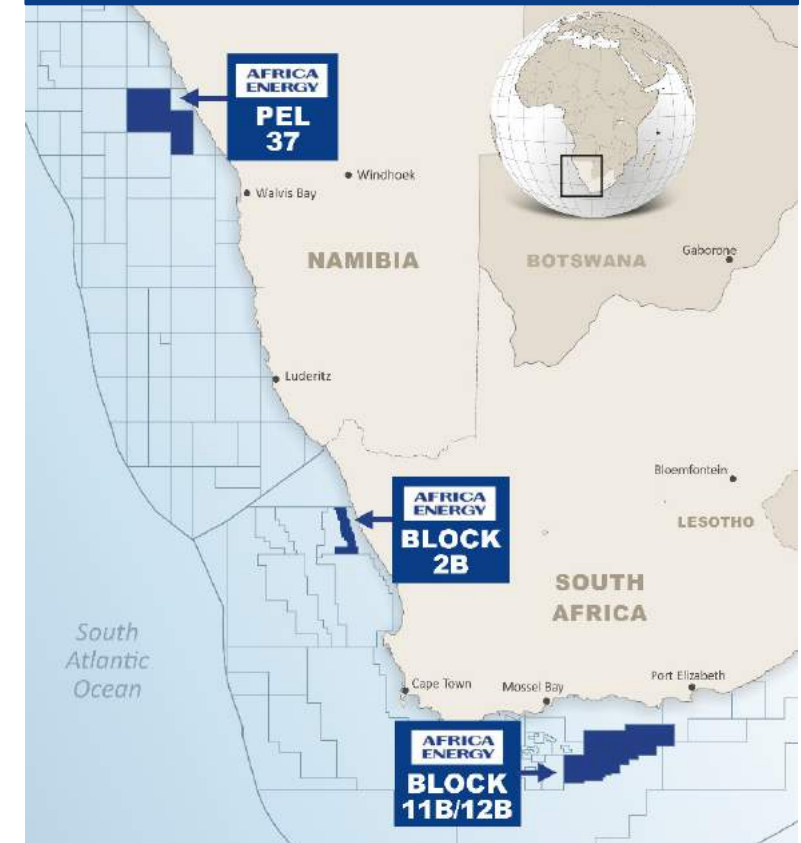 AFRICA
ENERGY
PEL
37
Windhoek
Walvis Bay
NAMIBIA
BOTSWANA
Gaborone
Luderitz
Bloemfontein
AFRICA
ENERGY
BLOCK
2B
LESOTHO
SOUTH
AFRICA
South
Atlantic
Ocean
Cape Town
Mossel Bay
Port Elizabeth
AFRICA
ENERGY
BLOCK
11B/12B